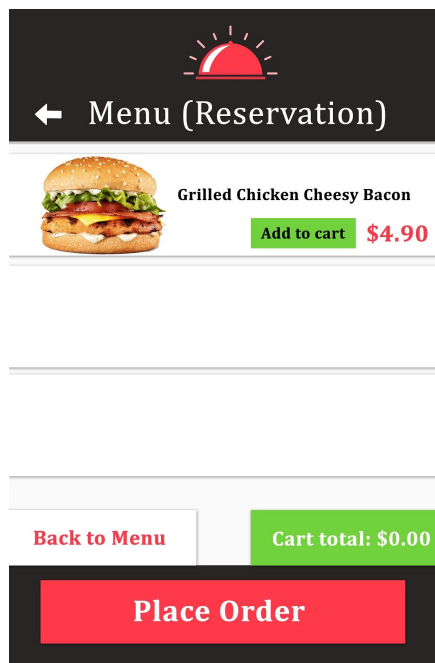 Menu (Reservation)
Grilled Chicken Cheesy Bacon
Add to cart $4.90
Back to Menu
Cart total: $0.00
Place Order